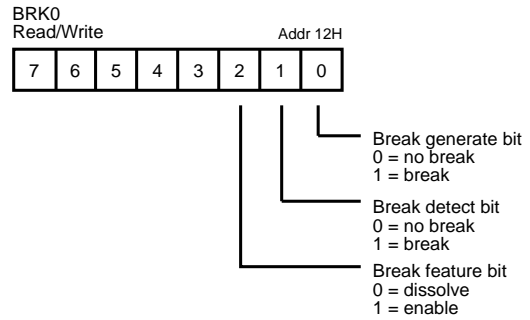 BRK0
Read/Write Addr 12H
7 6 5 4 3 2 1 0
Break generate bit
0 = no break
1 = break
Break detect bit
0 = no break
1 = break
Break feature bit
0 = dissolve
1 = enable